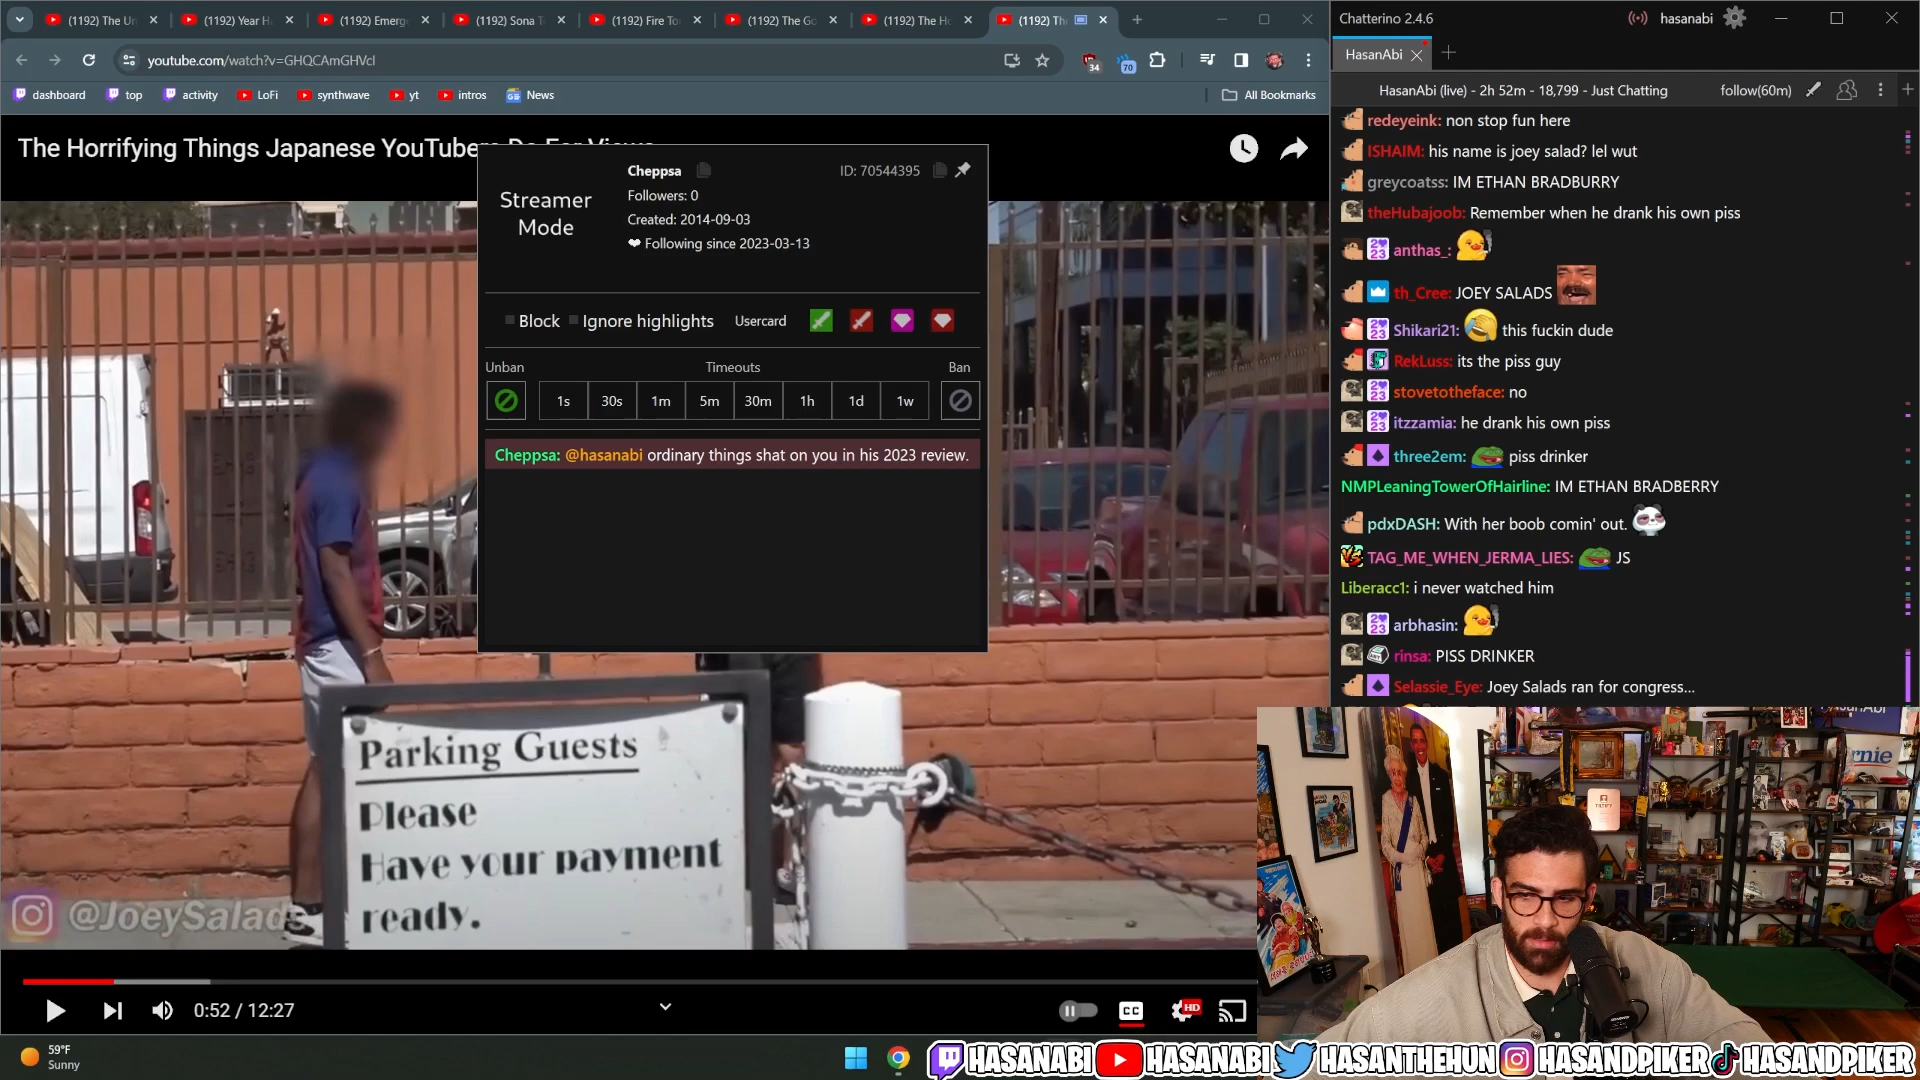 (1192) The Un
(1192) Year H
(1192) Emerg
(1192) Sona T
(1192) Fire To
(1192) The Go
(1192) The Ho
(1192) Th
youtube.com/watch?v=GHQCAmGHVcI
34
70
dashboard
top
activity
LoFi
synthwave
yt
intros
News
All Bookmarks
The Horrifying Things Japanese YouTubers Do For Views
Streamer
Mode
Cheppsa
ID: 70544395
Followers: 0
Created: 2014-09-03
Following since 2023-03-13
Block
Ignore highlights
Usercard
Unban
Timeouts
Ban
1s
30s
1m
5m
30m
1h
1d
1w
Cheppsa: @hasanabi ordinary things shat on you in his 2023 review.
Parking Guests
Please
Have your payment
ready.
@JoeySalads
0:52 / 12:27
CC
HD
59°F
Sunny
Chatterino 2.4.6
hasanabi
HasanAbi
HasanAbi (live) - 2h 52m - 18,799 - Just Chatting
follow(60m)
redeyeink: non stop fun here
ISHAIM: his name is joey salad? lel wut
greycoatss: IM ETHAN BRADBURRY
theHubajoob: Remember when he drank his own piss
anthas_:
th_Cree: JOEY SALADS
Shikari21: this fuckin dude
RekLuss: its the piss guy
stovetotheface: no
itzzamia: he drank his own piss
three2em: piss drinker
NMPLeaningTowerOfHairline: IM ETHAN BRADBERRY
pdxDASH: With her boob comin' out.
TAG_ME_WHEN_JERMA_LIES: JS
Liberacc1: i never watched him
arbhasin:
rinsa: PISS DRINKER
Selassie_Eye: Joey Salads ran for congress...
HASANABI
HASANABI
HASANTHEHUN
HASANDPIKER
HASANDPIKER